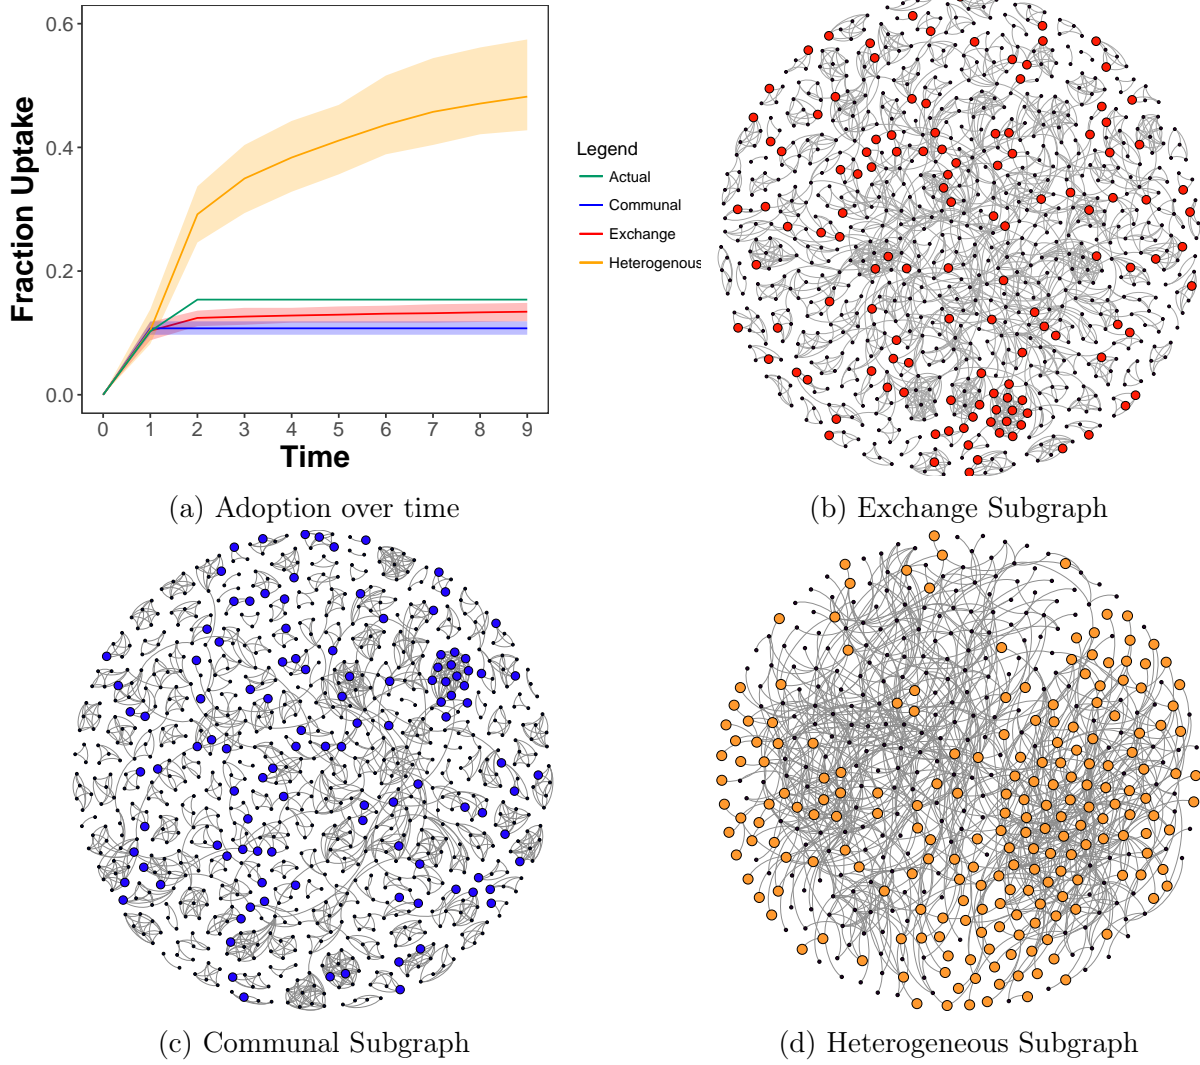 0.6
0.4
0.2
0.0
Fraction Uptake
0 1 2 3 4 5 6 7 8 9
Time
Legend
Actual
Communal
Exchange
Heterogenous
(a) Adoption over time
(b) Exchange Subgraph
(c) Communal Subgraph
(d) Heterogeneous Subgraph